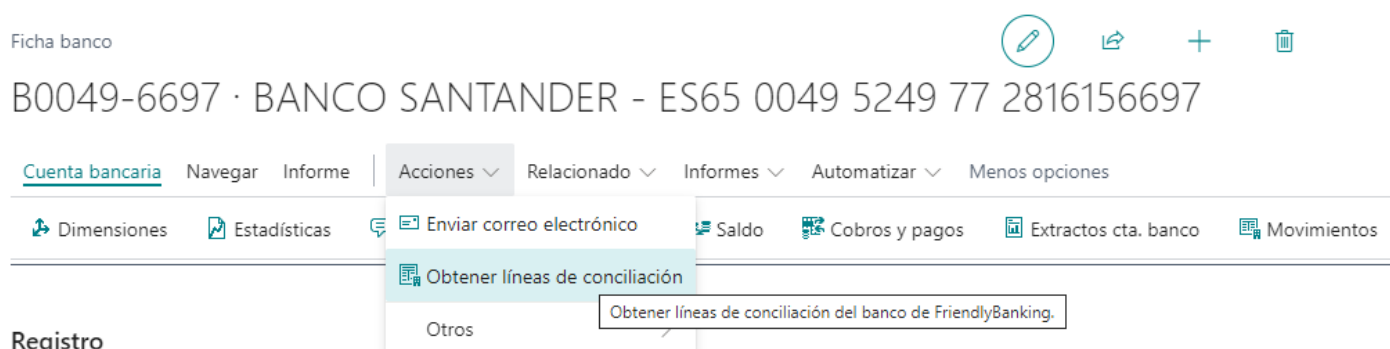 Ficha banco
B0049-6697 · BANCO SANTANDER - ES65 0049 5249 77 2816156697
Cuenta bancaria Navegar Informe Acciones Relacionado Informes Automatizar Menos opciones
Dimensiones Estadísticas Enviar correo electrónico Saldo Cobros y pagos Extractos cta. banco Movimientos
Obtener líneas de conciliación
Obtener líneas de conciliación del banco de FriendlyBanking.
Otros
Registro